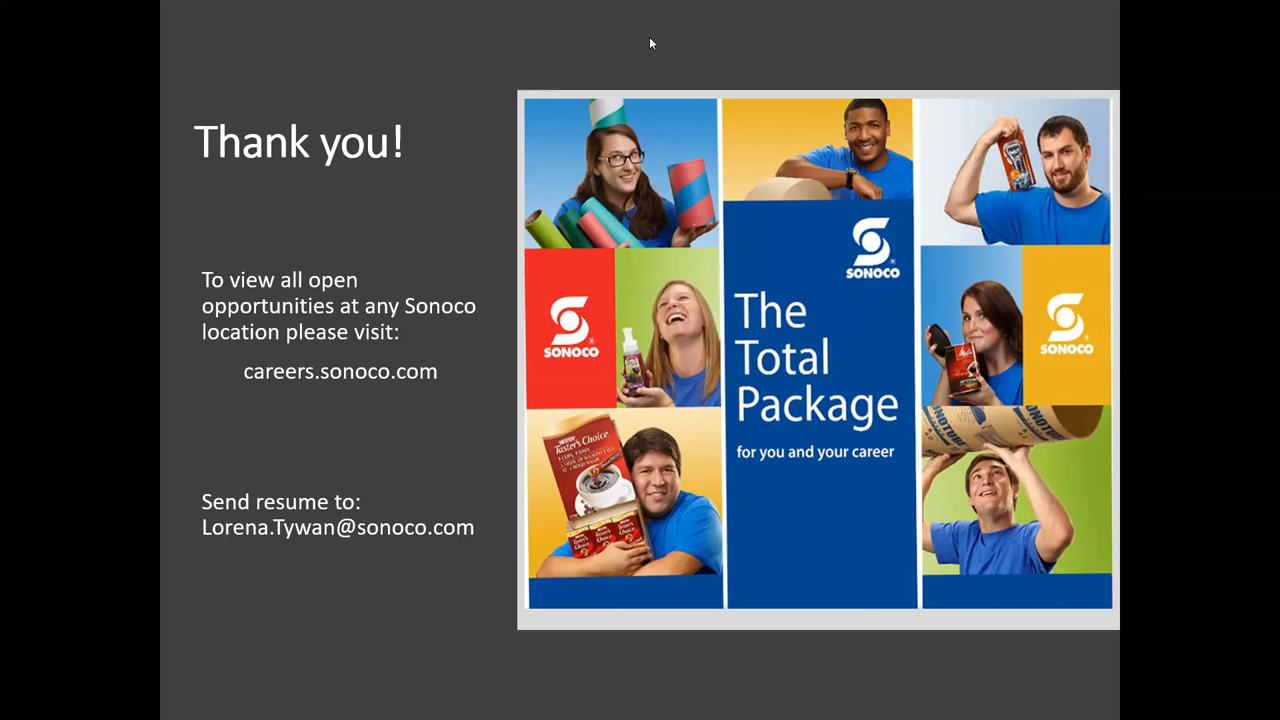 Thank you!
To view all open
opportunities at any Sonoco
location please visit:
careers.sonoco.com
Send resume to:
Lorena.Tywan@sonoco.com
SONOCO
The
Total
Package
for you and your career
SONOCO
SONOCO
Taster's Choice
SONOTUBE